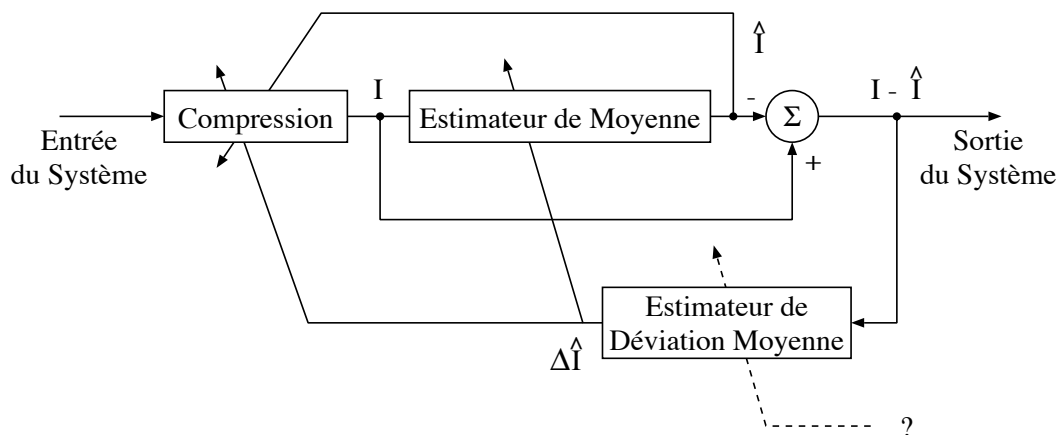 Î
I
I - Î
Compression
Estimateur de Moyenne
-
Σ
+
Entrée
du Système
Sortie
du Système
Estimateur de
Déviation Moyenne
ΔÎ
?